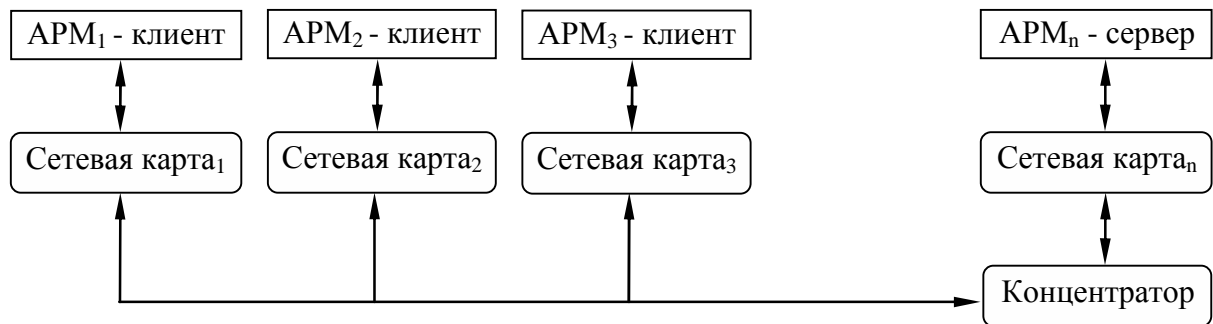 АРМ₁ - клиент
АРМ₂ - клиент
АРМ₃ - клиент
АРМₙ - сервер
Сетевая карта₁
Сетевая карта₂
Сетевая карта₃
Сетевая картаₙ
Концентратор